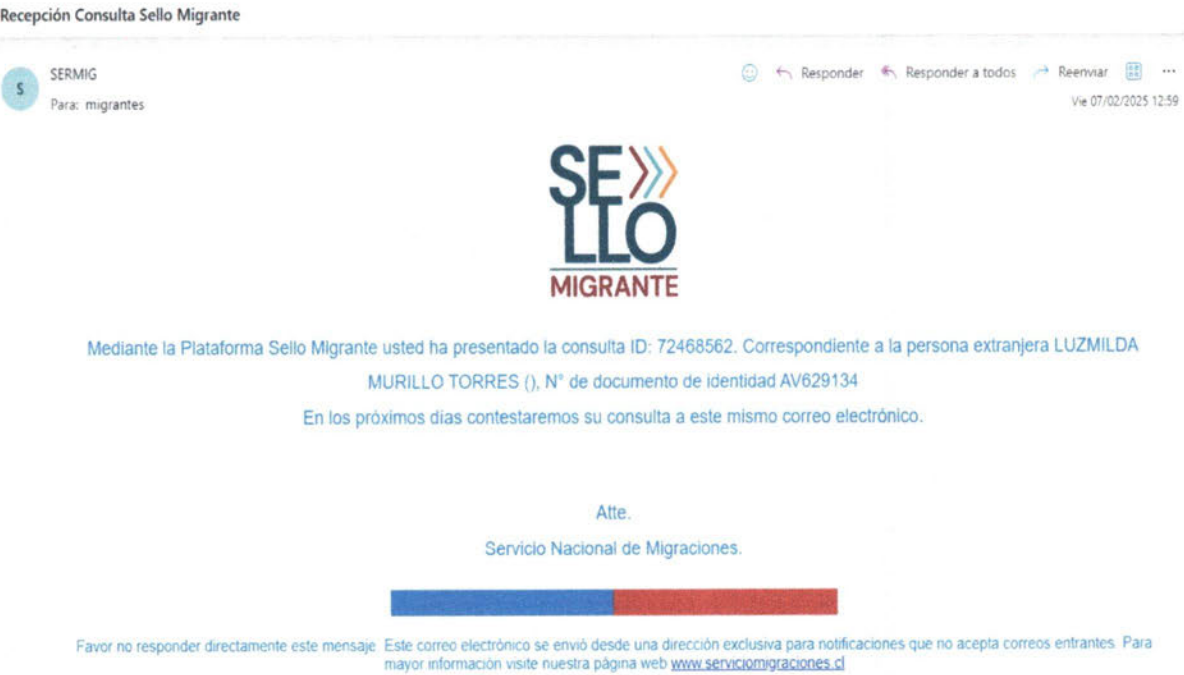 Recepción Consulta Sello Migrante
S
SERMIG
Para: migrantes
Responder
Responder a todos
Reenviar
...
Vie 07/02/2025 12:59
SE
LLO
MIGRANTE
Mediante la Plataforma Sello Migrante usted ha presentado la consulta ID: 72468562. Correspondiente a la persona extranjera LUZMILDA
MURILLO TORRES (), N° de documento de identidad AV629134
En los próximos días contestaremos su consulta a este mismo correo electrónico.
Atte.
Servicio Nacional de Migraciones.
Favor no responder directamente este mensaje Este correo electrónico se envió desde una dirección exclusiva para notificaciones que no acepta correos entrantes. Para
mayor información visite nuestra página web www.serviciomigraciones.cl